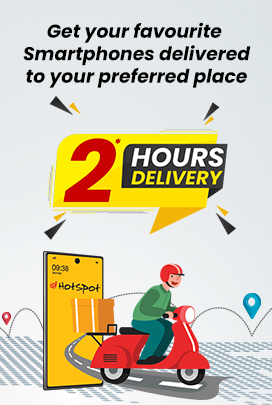 Get your favourite
Smartphones delivered
to your preferred place
2* HOURS
DELIVERY
09:38
HOTSPOT